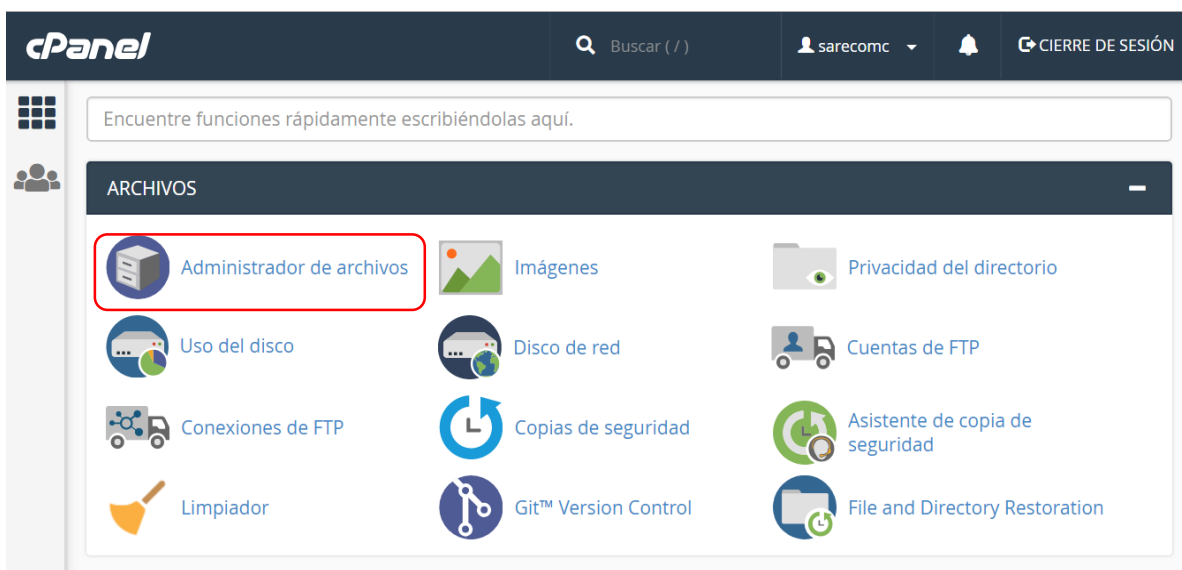 cPanel
Buscar ( / )
sarecomc
CIERRE DE SESIÓN
Encuentre funciones rápidamente escribiéndolas aquí.
ARCHIVOS
Administrador de archivos
Imágenes
Privacidad del directorio
Uso del disco
Disco de red
Cuentas de FTP
Conexiones de FTP
Copias de seguridad
Asistente de copia de
seguridad
Limpiador
Git™ Version Control
File and Directory Restoration